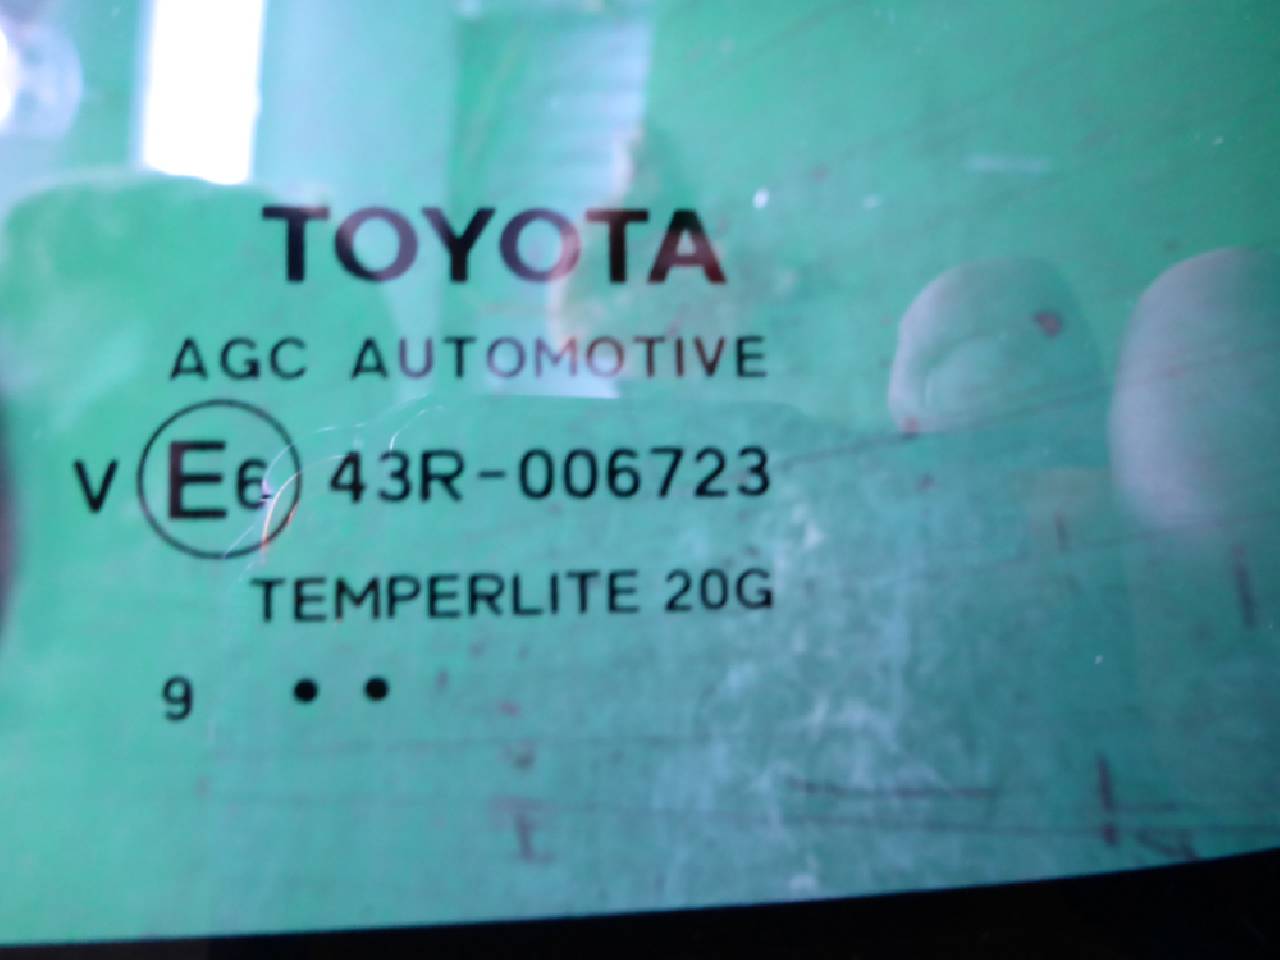 TOYOTA
AGC AUTOMOTIVE
V E6 43R-006723
TEMPERLITE 20G
9 • •